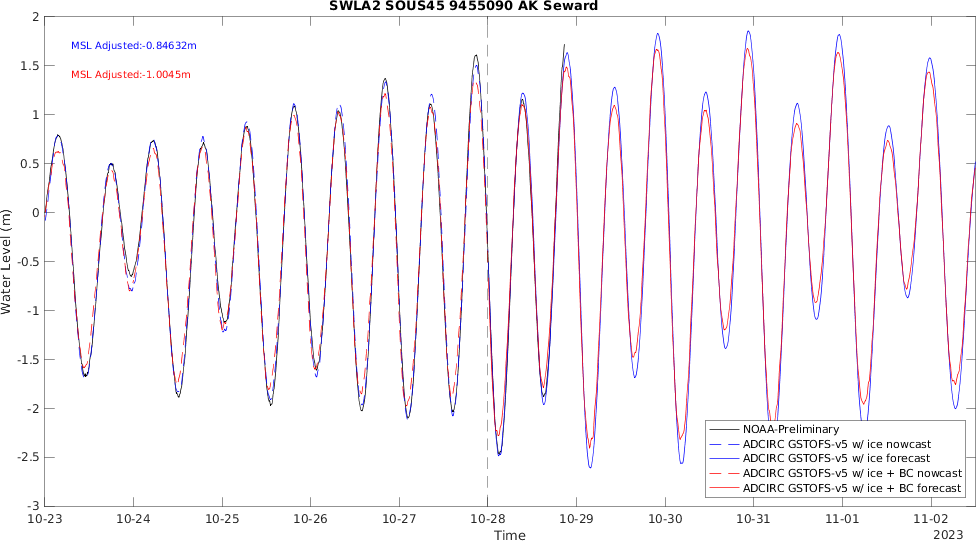 SWLA2 SOUS45 9455090 AK Seward
MSL Adjusted:-0.84632m
MSL Adjusted:-1.0045m
2
1.5
1
0.5
0
-0.5
-1
-1.5
-2
-2.5
-3
Water Level (m)
NOAA-Preliminary
ADCIRC GSTOFS-v5 w/ ice nowcast
ADCIRC GSTOFS-v5 w/ ice forecast
ADCIRC GSTOFS-v5 w/ ice + BC nowcast
ADCIRC GSTOFS-v5 w/ ice + BC forecast
10-23 10-24 10-25 10-26 10-27 10-28 10-29 10-30 10-31 11-01 11-02
Time
2023